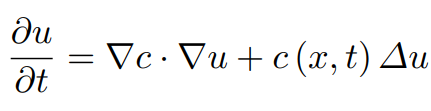 ∂u/∂t = ∇c · ∇u + c (x, t) Δu